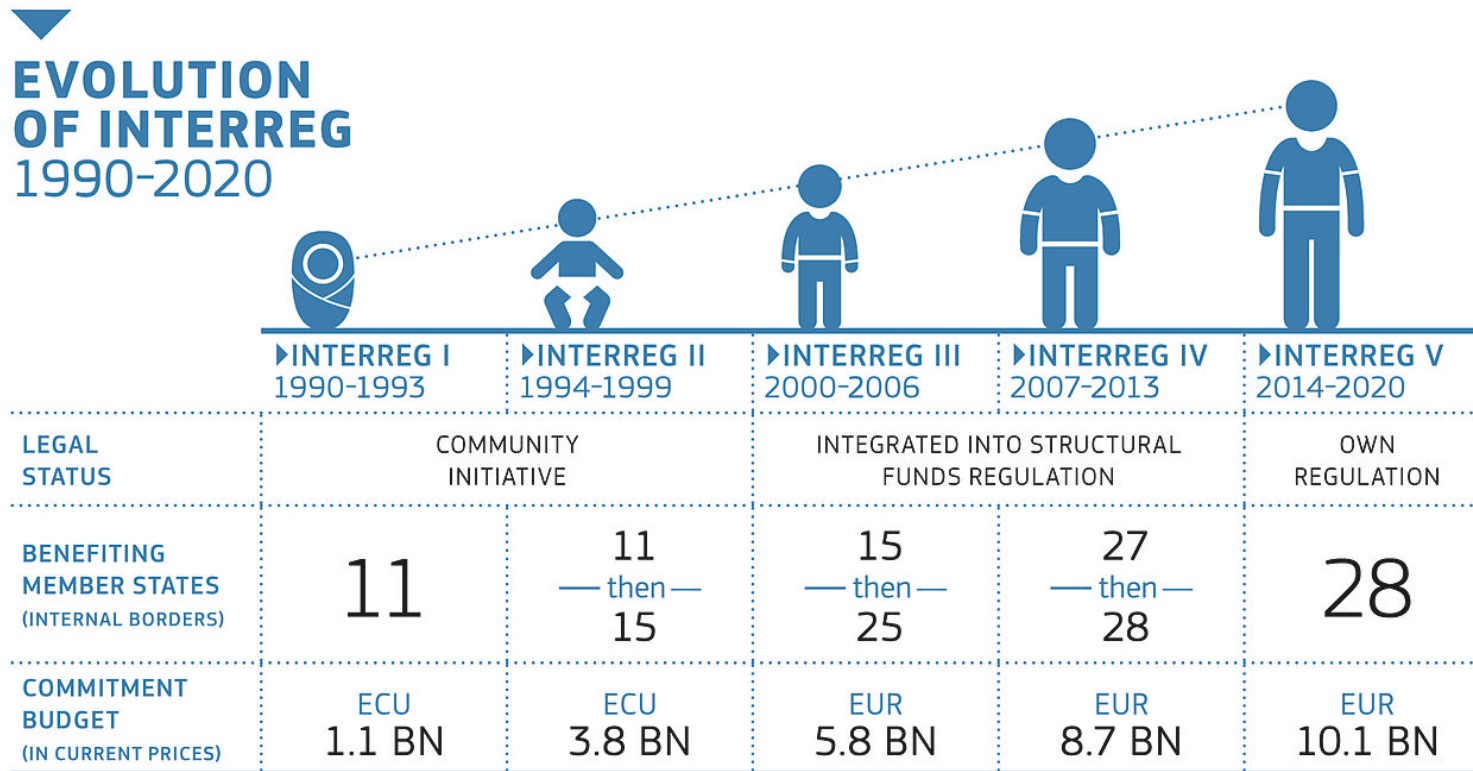 EVOLUTION
OF INTERREG
1990-2020
INTERREG I
1990-1993
INTERREG II
1994-1999
INTERREG III
2000-2006
INTERREG IV
2007-2013
INTERREG V
2014-2020
LEGAL
STATUS
COMMUNITY
INITIATIVE
INTEGRATED INTO STRUCTURAL
FUNDS REGULATION
OWN
REGULATION
BENEFITING
MEMBER STATES
(INTERNAL BORDERS)
11
11
then
15
15
then
25
27
then
28
28
COMMITMENT
BUDGET
(IN CURRENT PRICES)
ECU
1.1 BN
ECU
3.8 BN
EUR
5.8 BN
EUR
8.7 BN
EUR
10.1 BN